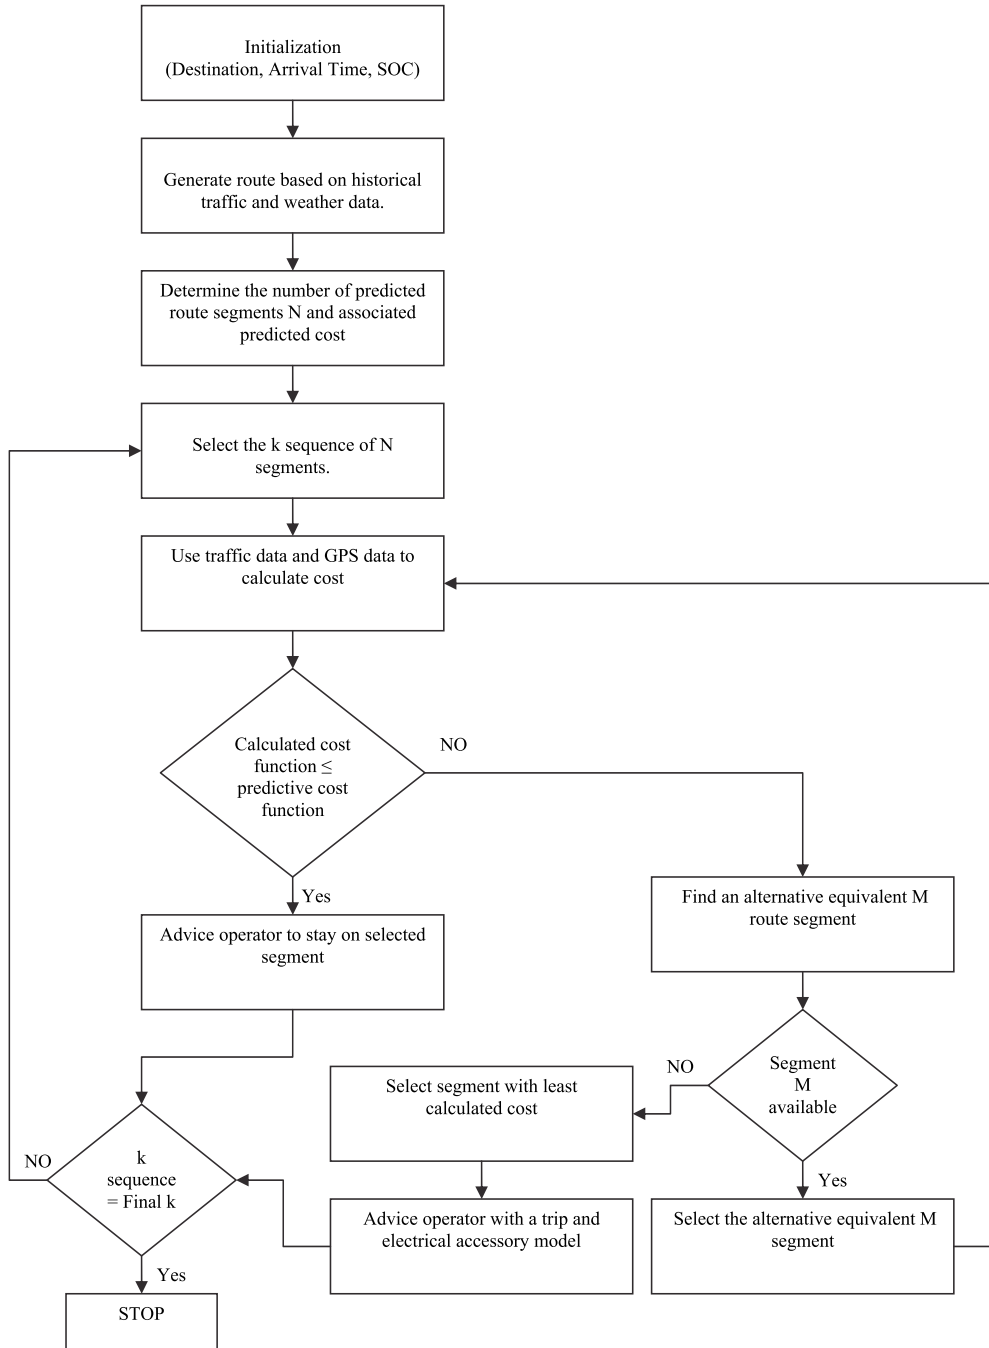 Initialization
(Destination, Arrival Time, SOC)
Generate route based on historical
traffic and weather data.
Determine the number of predicted
route segments N and associated
predicted cost
Select the k sequence of N
segments.
Use traffic data and GPS data to
calculate cost
Calculated cost
function ≤
predictive cost
function
NO
Yes
Advice operator to stay on selected
segment
Find an alternative equivalent M
route segment
Segment
M
available
NO
Yes
Select segment with least
calculated cost
Select the alternative equivalent M
segment
Advice operator with a trip and
electrical accessory model
k
sequence
= Final k
NO
Yes
STOP